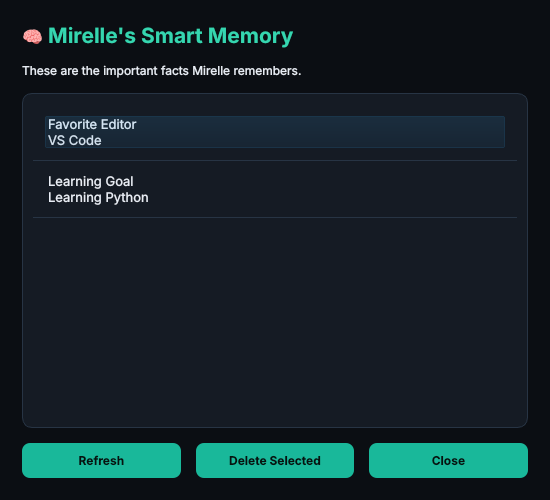 🧠 Mirelle's Smart Memory
These are the important facts Mirelle remembers.
Favorite Editor
VS Code
Learning Goal
Learning Python
Refresh
Delete Selected
Close